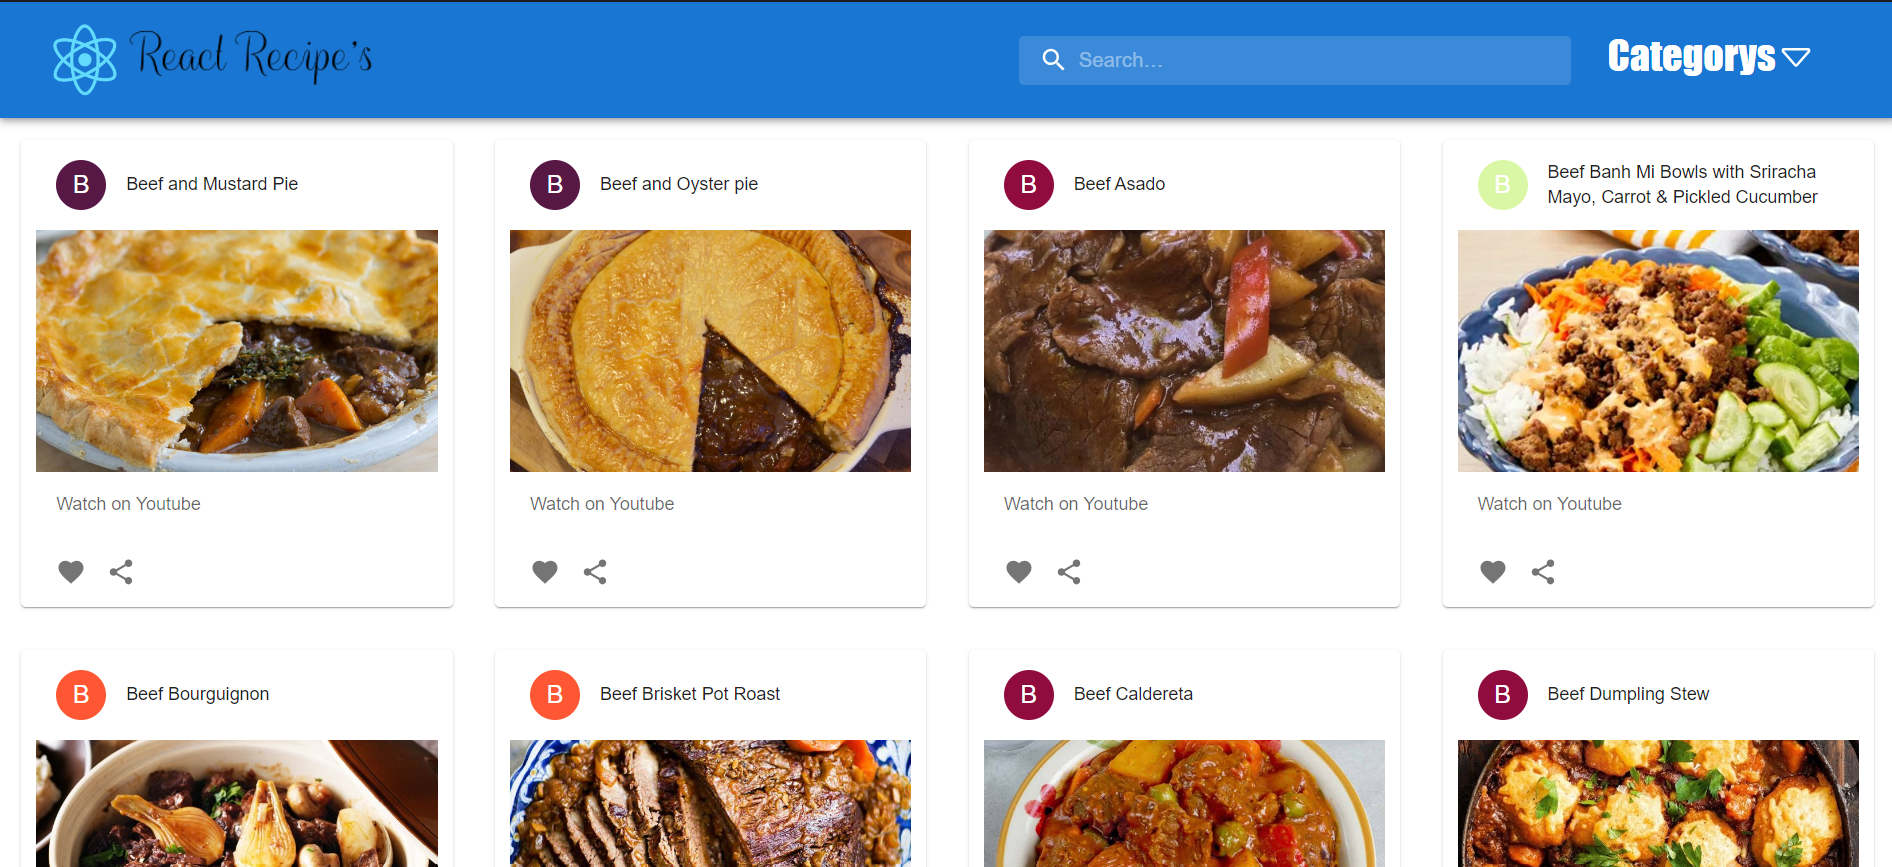 React Recipe's
Search...
Categorys
B
Beef and Mustard Pie
B
Beef and Oyster pie
B
Beef Asado
B
Beef Banh Mi Bowls with Sriracha
Mayo, Carrot & Pickled Cucumber
Watch on Youtube
Watch on Youtube
Watch on Youtube
Watch on Youtube
B
Beef Bourguignon
B
Beef Brisket Pot Roast
B
Beef Caldereta
B
Beef Dumpling Stew